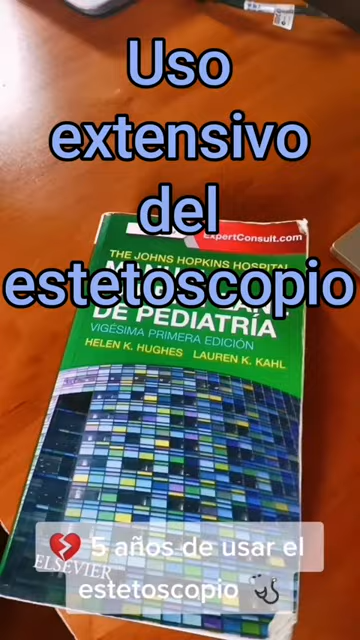 Uso
extensivo
del
ExpertConsult.com
THE JOHNS HOPKINS HOSPITAL
estetoscopio
DE PEDIATRÍA
VIGÉSIMA PRIMERA EDICIÓN
HELEN K. HUGHES LAUREN K. KAHL
💔 5 años de usar el
ELSEVIER
estetoscopio 🩺